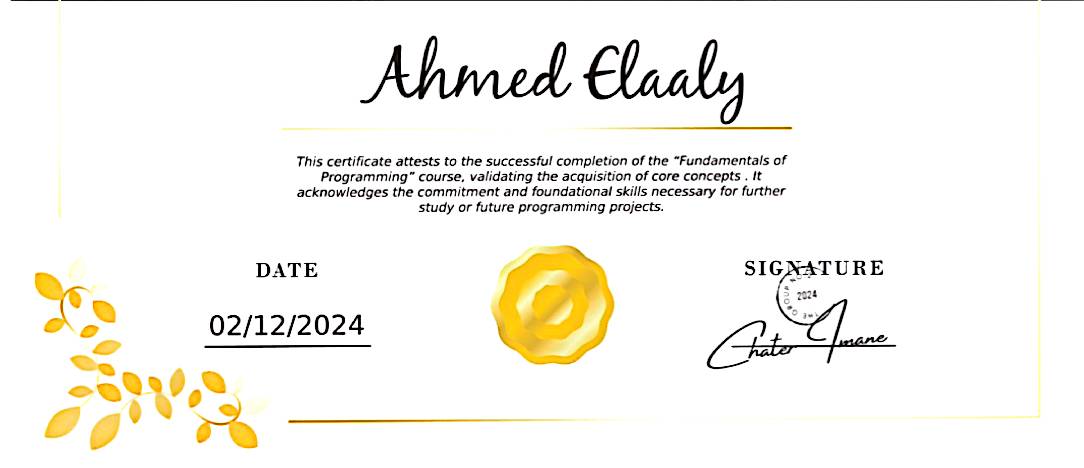 Ahmed Elaaly
This certificate attests to the successful completion of the "Fundamentals of
Programming" course, validating the acquisition of core concepts . It
acknowledges the commitment and foundational skills necessary for further
study or future programming projects.
DATE
SIGNATURE
2024
02/12/2024
Chater Imane